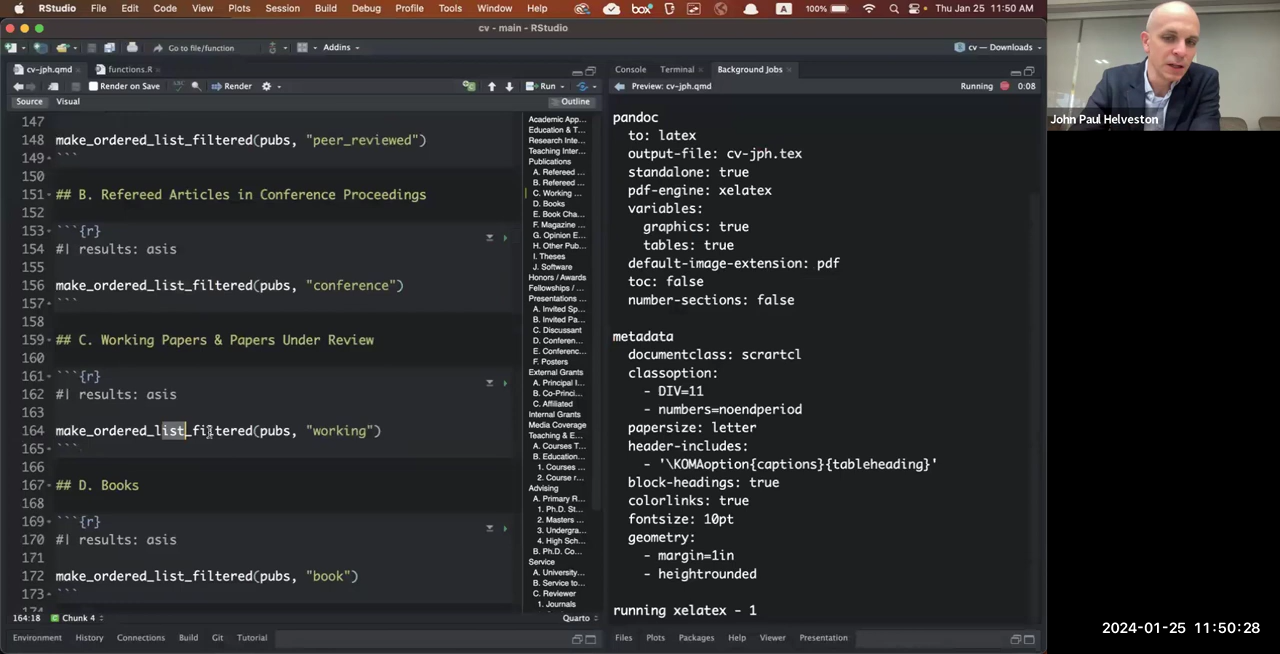 RStudio File Edit Code View Plots Session Build Debug Profile Tools Window Help box A 100% Thu Jan 25 11:50 AM
cv - main - RStudio
Go to file/function Addins cv — Downloads
cv-jph.qmd functions.R
Render on Save Render Run
Source Visual Outline
147
148 make_ordered_list_filtered(pubs, "peer_reviewed")
149 ```
150
151 ## B. Refereed Articles in Conference Proceedings
152
153 ```{r}
154 #| results: asis
155
156 make_ordered_list_filtered(pubs, "conference")
157 ```
158
159 ## C. Working Papers & Papers Under Review
160
161 ```{r}
162 #| results: asis
163
164 make_ordered_list_filtered(pubs, "working")
165 ```
166
167 ## D. Books
168
169 ```{r}
170 #| results: asis
171
172 make_ordered_list_filtered(pubs, "book")
173 ```
174
164:18 Chunk 4 Quarto
Academic App...
Education & T...
Research Inte...
Teaching Inter...
Publications
A. Refereed ...
B. Refereed ...
C. Working ...
D. Books
E. Book Cha...
F. Magazine ...
G. Opinion E...
H. Other Pub...
I. Theses
J. Software
Honors / Awards
Fellowships / ...
Presentations ...
A. Invited Sp...
B. Invited Pa...
C. Discussant
D. Conferen...
E. Conferenc...
F. Posters
External Grants
A. Principal I...
B. Co-Princi...
C. Affiliated
Internal Grants
Media Coverage
Teaching & E...
A. Courses T...
B. Education...
1. Courses ...
2. Course r...
Advising
A. Primary R...
1. Ph.D. St...
2. Masters ...
3. Undergra...
4. High Sch...
B. Ph.D. Co...
Service
A. University...
B. Service to...
C. Reviewer
1. Journals
Environment History Connections Build Git Tutorial
Console Terminal Background Jobs
Preview: cv-jph.qmd Running 0:08
pandoc
to: latex
output-file: cv-jph.tex
standalone: true
pdf-engine: xelatex
variables:
graphics: true
tables: true
default-image-extension: pdf
toc: false
number-sections: false
metadata
documentclass: scrartcl
classoption:
- DIV=11
- numbers=noendperiod
papersize: letter
header-includes:
- '\KOMAoption{captions}{tableheading}'
block-headings: true
colorlinks: true
fontsize: 10pt
geometry:
- margin=1in
- heightrounded
running xelatex - 1
Files Plots Packages Help Viewer Presentation
John Paul Helveston
2024-01-25 11:50:28